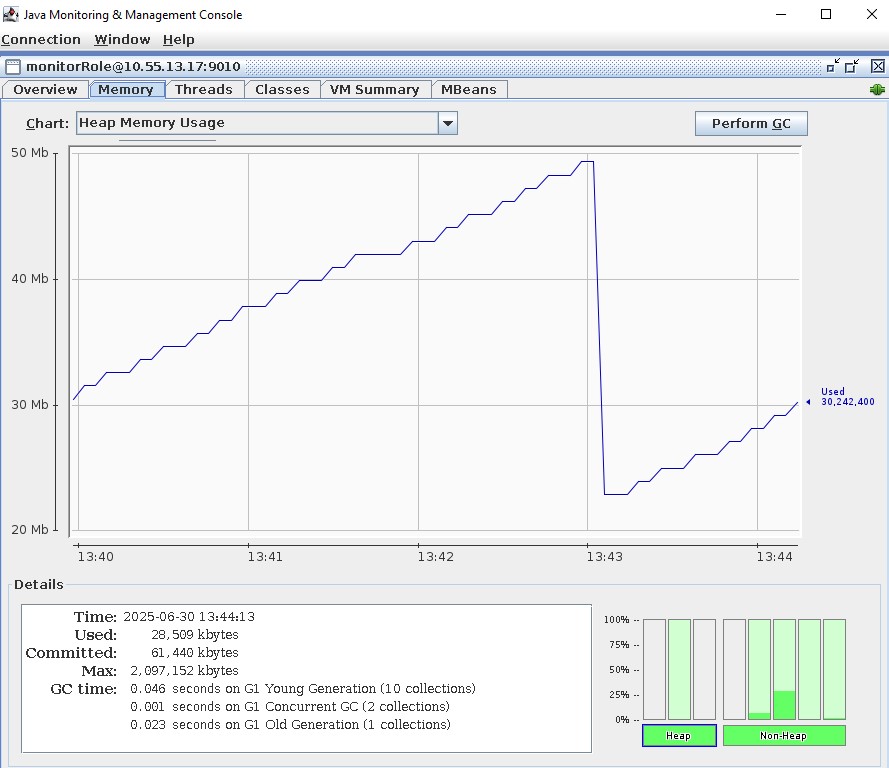 Java Monitoring & Management Console
Connection Window Help
monitorRole@10.55.13.17:9010
Overview Memory Threads Classes VM Summary MBeans
Chart: Heap Memory Usage Perform GC
50 Mb
40 Mb
30 Mb
20 Mb
Used
30,242,400
13:40 13:41 13:42 13:43 13:44
Details
Time: 2025-06-30 13:44:13
Used: 28,509 kbytes
Committed: 61,440 kbytes
Max: 2,097,152 kbytes
GC time: 0.046 seconds on G1 Young Generation (10 collections)
0.001 seconds on G1 Concurrent GC (2 collections)
0.023 seconds on G1 Old Generation (1 collections)
100% --
75% --
50% --
25% --
0% --
Heap Non-Heap